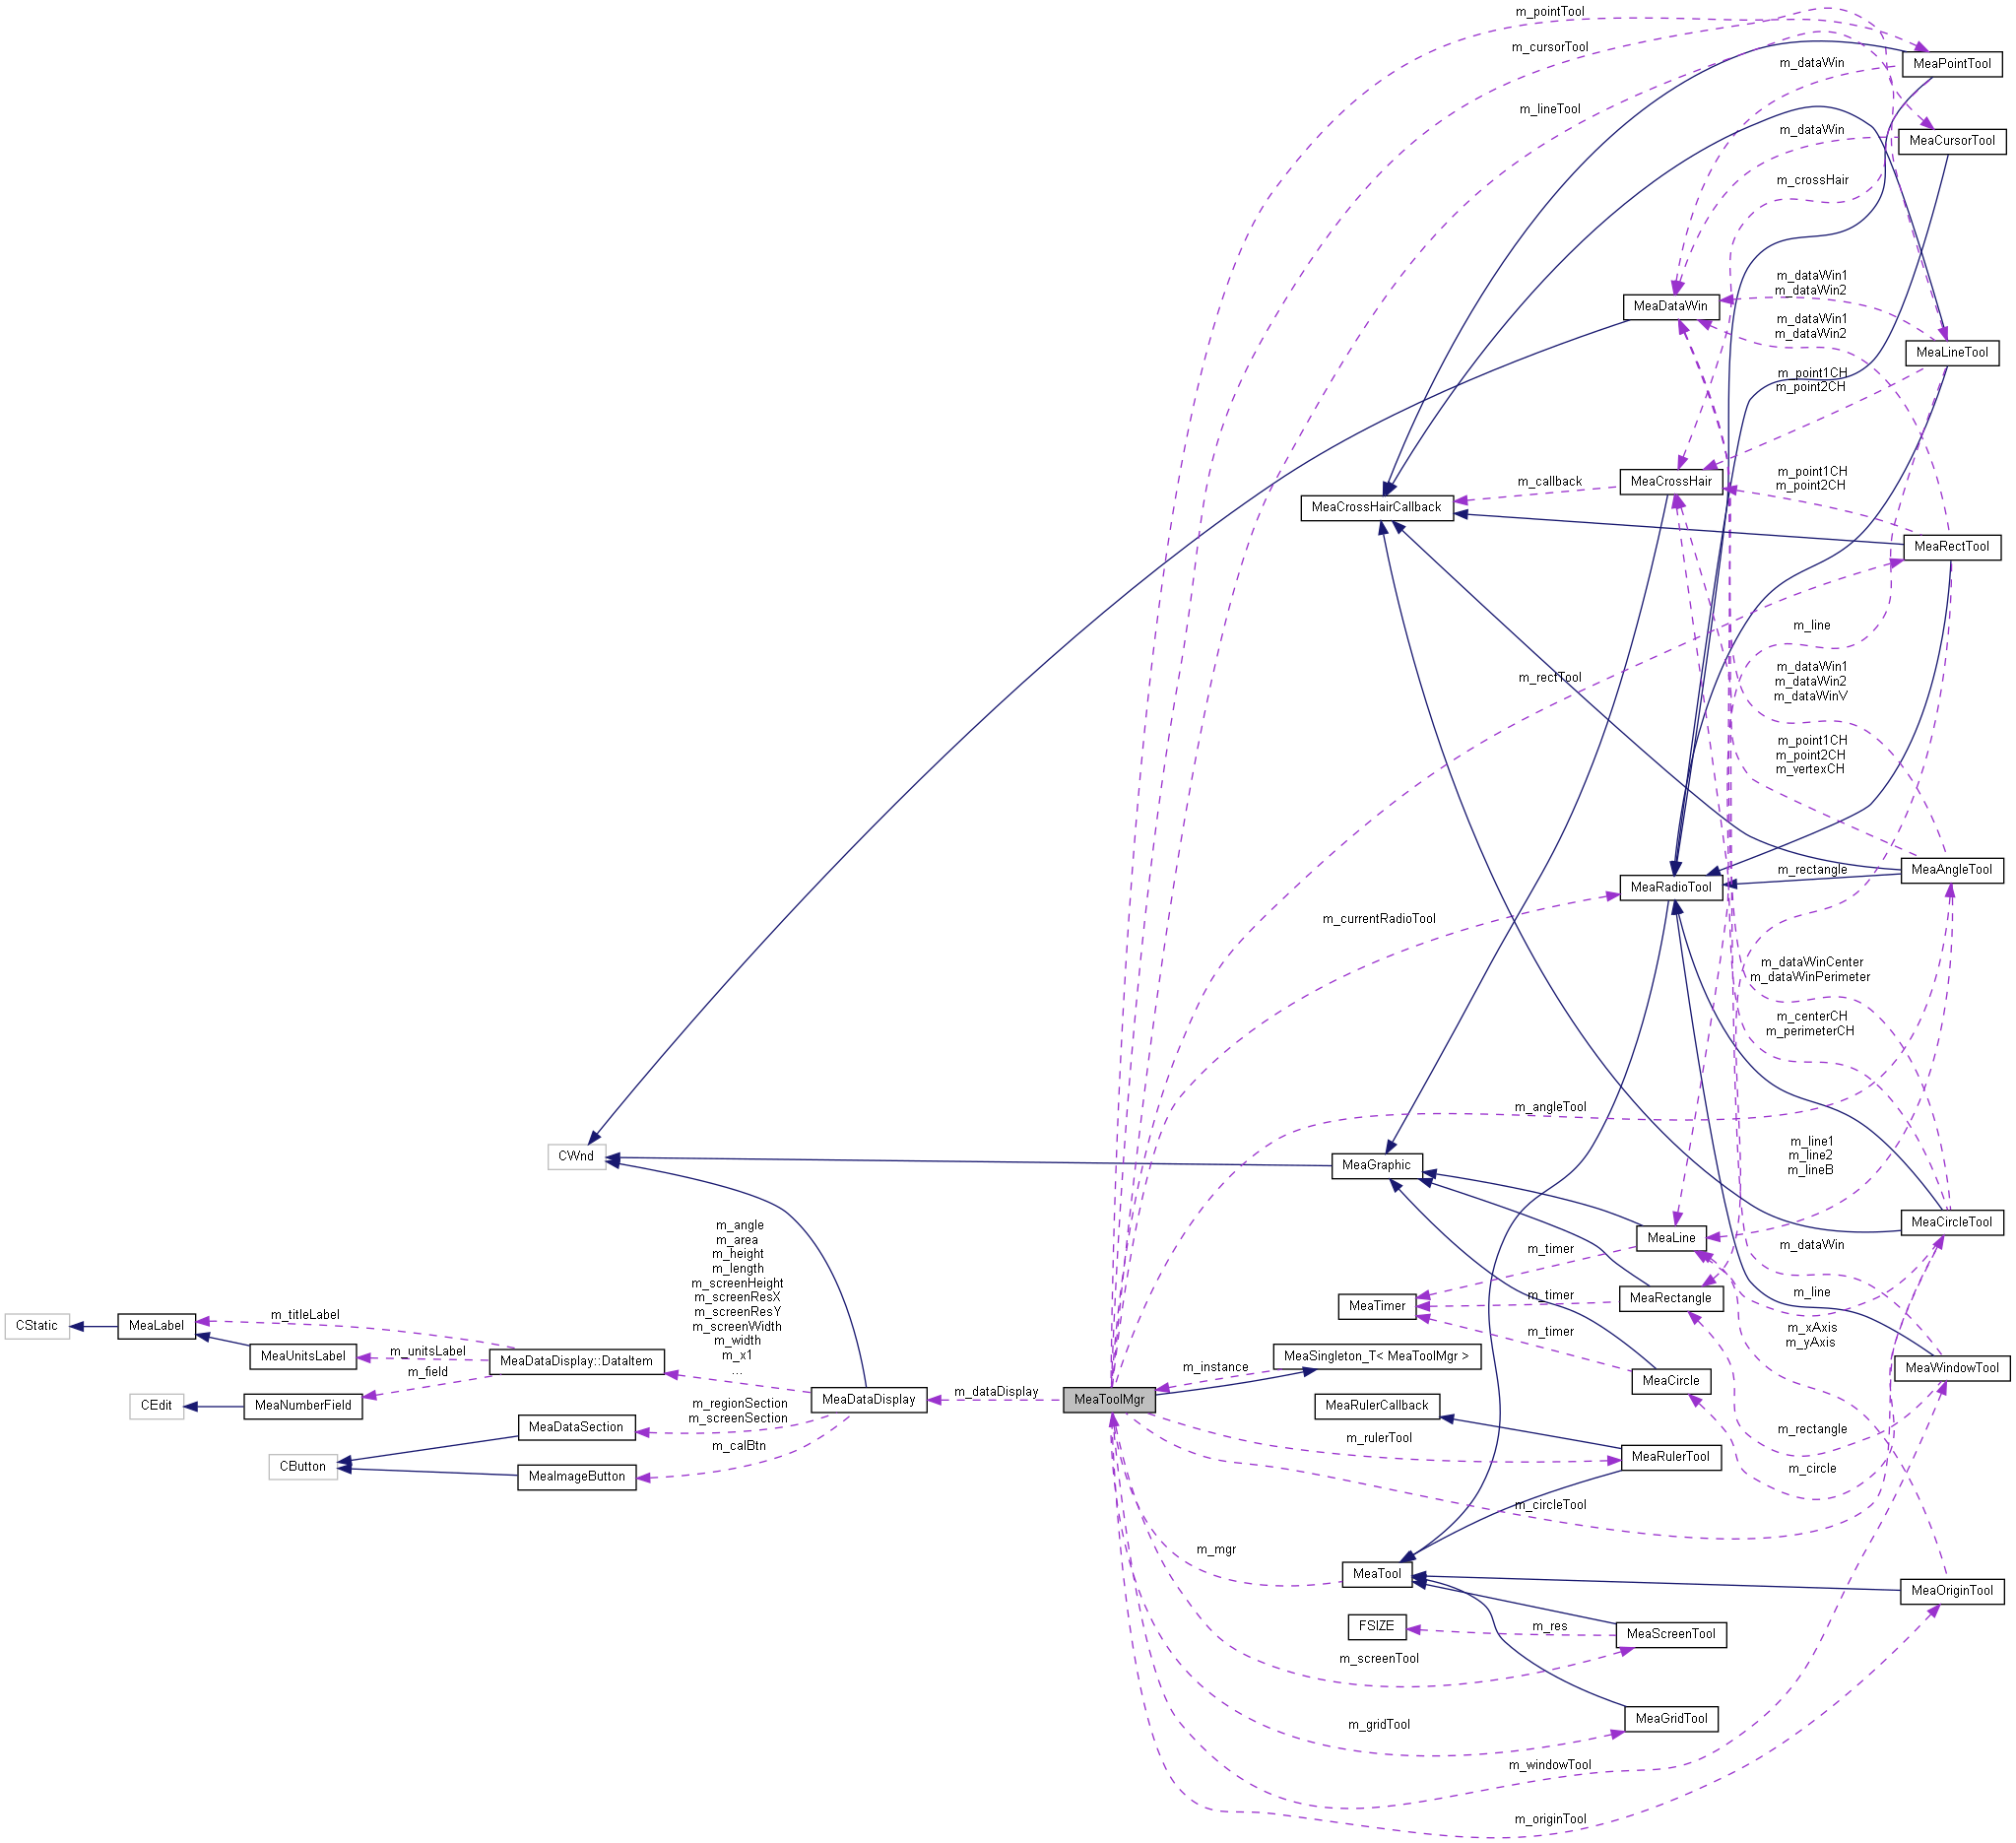 m_pointTool
m_cursorTool
m_dataWin
MeaPointTool
m_lineTool
m_dataWin
MeaCursorTool
m_crossHair
m_dataWin1
m_dataWin2
MeaDataWin
m_dataWin1
m_dataWin2
MeaLineTool
m_point1CH
m_point2CH
m_callback
MeaCrossHair
m_point1CH
m_point2CH
MeaCrossHairCallback
MeaRectTool
m_line
m_rectTool
m_dataWin1
m_dataWin2
m_dataWinV
m_point1CH
m_point2CH
m_vertexCH
m_rectangle
MeaAngleTool
MeaRadioTool
m_currentRadioTool
m_dataWinCenter
m_dataWinPerimeter
m_centerCH
m_perimeterCH
m_angleTool
m_line1
m_line2
m_lineB
CWnd
MeaGraphic
MeaCircleTool
MeaLine
m_dataWin
m_timer
m_angle
m_area
m_height
m_length
m_screenHeight
m_screenResX
m_screenResY
m_screenWidth
m_width
m_x1
...
m_line
MeaRectangle
m_timer
MeaTimer
m_timer
m_xAxis
m_yAxis
CStatic
MeaLabel
m_titleLabel
MeaUnitsLabel
m_unitsLabel
MeaDataDisplay::DataItem
m_field
CEdit
MeaNumberField
MeaDataDisplay
m_dataDisplay
MeaToolMgr
m_instance
MeaSingleton_T< MeaToolMgr >
MeaWindowTool
MeaCircle
MeaRulerCallback
m_regionSection
m_screenSection
MeaDataSection
m_calBtn
CButton
MeaImageButton
m_rulerTool
MeaRulerTool
m_rectangle
m_circle
m_circleTool
m_mgr
MeaTool
MeaOriginTool
FSIZE
m_res
MeaScreenTool
m_screenTool
m_gridTool
MeaGridTool
m_windowTool
m_originTool